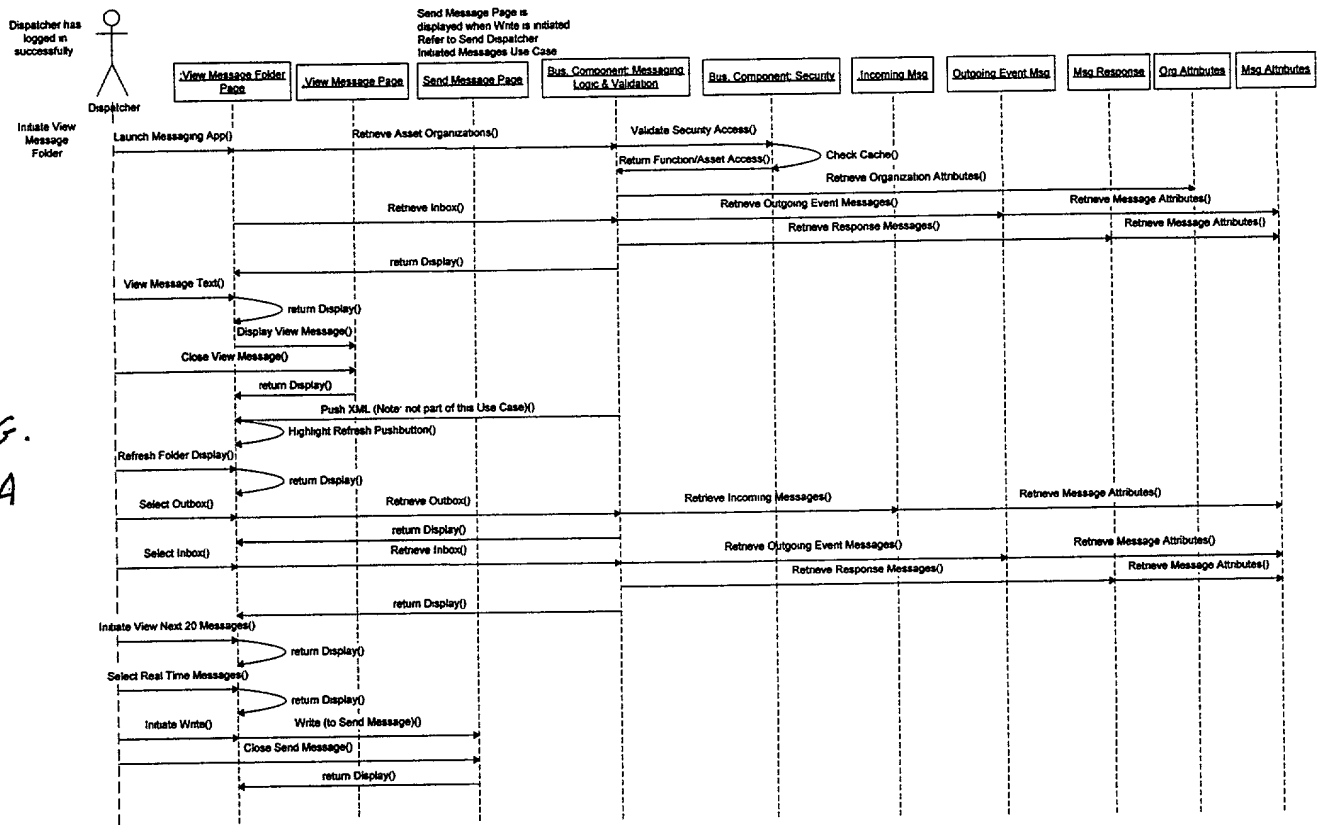 Dispatcher has
logged in
successfully
Send Message Page is
displayed when Write is initiated
Refer to Send Dispatcher
Initiated Messages Use Case
Dispatcher
:View Message Folder
Page
:View Message Page
Send Message Page
Bus. Component: Messaging
Logic & Validation
Bus. Component: Security
Incoming Msg
Outgoing Event Msg
Msg Response
Org Attributes
Msg Attributes
Initiate View
Message
Folder
Launch Messaging App()
Retrieve Asset Organizations()
Validate Security Access()
Return Function/Asset Access()
Check Cache()
Retrieve Organization Attributes()
Retrieve Inbox()
Retrieve Outgoing Event Messages()
Retrieve Message Attributes()
Retrieve Response Messages()
Retrieve Message Attributes()
return Display()
View Message Text()
return Display()
Display View Message()
Close View Message()
return Display()
Push XML (Note: not part of this Use Case)()
Highlight Refresh Pushbutton()
Refresh Folder Display()
return Display()
Select Outbox()
Retrieve Outbox()
Retrieve Incoming Messages()
Retrieve Message Attributes()
return Display()
Select Inbox()
Retrieve Inbox()
Retrieve Outgoing Event Messages()
Retrieve Message Attributes()
Retrieve Response Messages()
Retrieve Message Attributes()
return Display()
Initiate View Next 20 Messages()
return Display()
Select Real Time Messages()
return Display()
Initiate Write()
Write (to Send Message)()
Close Send Message()
return Display()
G.
A